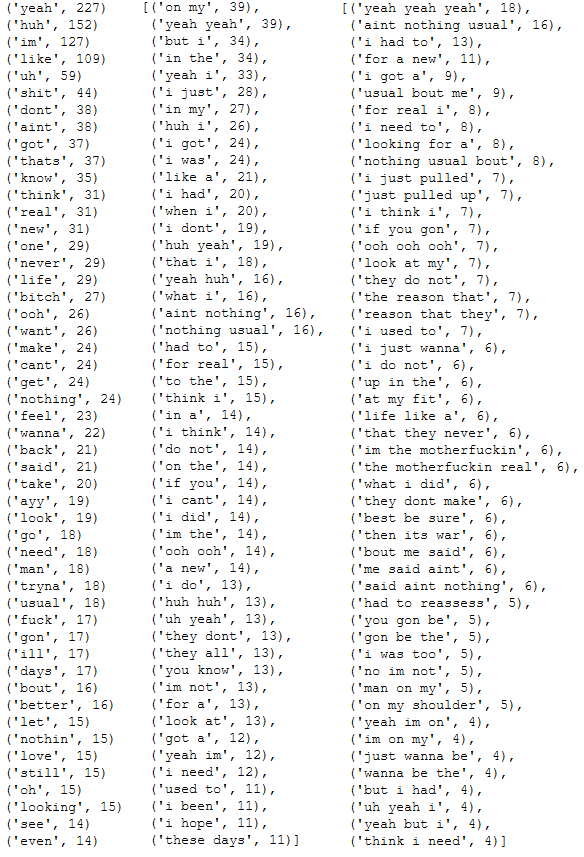 ('yeah', 227) [('on my', 39), [('yeah yeah yeah', 18),
('huh', 152) ('yeah yeah', 39), ('aint nothing usual', 16),
('im', 127) ('but i', 34), ('i had to', 13),
('like', 109) ('in the', 34), ('for a new', 11),
('uh', 59) ('yeah i', 33), ('i got a', 9),
('shit', 44) ('i just', 28), ('usual bout me', 9),
('dont', 38) ('in my', 27), ('for real i', 8),
('aint', 38) ('huh i', 26), ('i need to', 8),
('got', 37) ('i got', 24), ('looking for a', 8),
('thats', 37) ('i was', 24), ('nothing usual bout', 8),
('know', 35) ('like a', 21), ('i just pulled', 7),
('think', 31) ('i had', 20), ('just pulled up', 7),
('real', 31) ('when i', 20), ('i think i', 7),
('new', 31) ('i dont', 19), ('if you gon', 7),
('one', 29) ('huh yeah', 19), ('ooh ooh ooh', 7),
('never', 29) ('that i', 18), ('look at my', 7),
('life', 29) ('yeah huh', 16), ('they do not', 7),
('bitch', 27) ('what i', 16), ('the reason that', 7),
('ooh', 26) ('aint nothing', 16), ('reason that they', 7),
('want', 26) ('nothing usual', 16), ('i used to', 7),
('make', 24) ('had to', 15), ('i just wanna', 6),
('cant', 24) ('for real', 15), ('i do not', 6),
('get', 24) ('to the', 15), ('up in the', 6),
('nothing', 24) ('think i', 15), ('at my fit', 6),
('feel', 23) ('in a', 14), ('life like a', 6),
('wanna', 22) ('i think', 14), ('that they never', 6),
('back', 21) ('do not', 14), ('im the motherfuckin', 6),
('said', 21) ('on the', 14), ('the motherfuckin real', 6),
('take', 20) ('if you', 14), ('what i did', 6),
('ayy', 19) ('i cant', 14), ('they dont make', 6),
('look', 19) ('i did', 14), ('best be sure', 6),
('go', 18) ('im the', 14), ('then its war', 6),
('need', 18) ('ooh ooh', 14), ('bout me said', 6),
('man', 18) ('a new', 14), ('me said aint', 6),
('tryna', 18) ('i do', 13), ('said aint nothing', 6),
('usual', 18) ('huh huh', 13), ('had to reassess', 5),
('fuck', 17) ('uh yeah', 13), ('you gon be', 5),
('gon', 17) ('they dont', 13), ('gon be the', 5),
('ill', 17) ('they all', 13), ('i was too', 5),
('days', 17) ('you know', 13), ('no im not', 5),
('bout', 16) ('im not', 13), ('man on my', 5),
('better', 16) ('for a', 13), ('on my shoulder', 5),
('let', 15) ('look at', 13), ('yeah im on', 4),
('nothin', 15) ('got a', 12), ('im on my', 4),
('love', 15) ('yeah im', 12), ('just wanna be', 4),
('still', 15) ('i need', 12), ('wanna be the', 4),
('oh', 15) ('used to', 11), ('but i had', 4),
('looking', 15) ('i been', 11), ('uh yeah i', 4),
('see', 14) ('i hope', 11), ('yeah but i', 4),
('even', 14) ('these days', 11)] ('think i need', 4)]